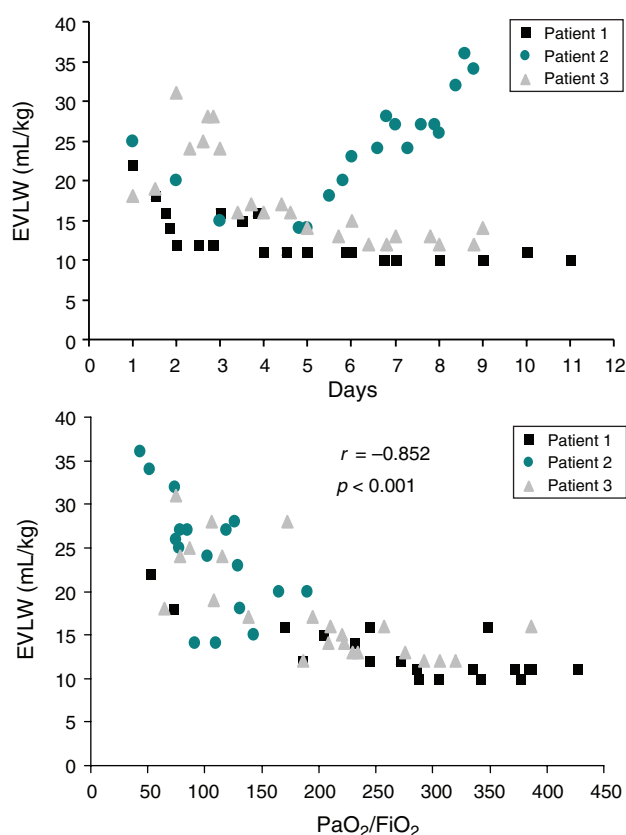 40
35
30
25
20
15
10
5
0
EVLW (mL/kg)
Patient 1
Patient 2
Patient 3
0 1 2 3 4 5 6 7 8 9 10 11 12
Days
40
35
30
25
20
15
10
5
0
EVLW (mL/kg)
r = –0.852
p < 0.001
Patient 1
Patient 2
Patient 3
0 50 100 150 200 250 300 350 400 450
PaO₂/FiO₂